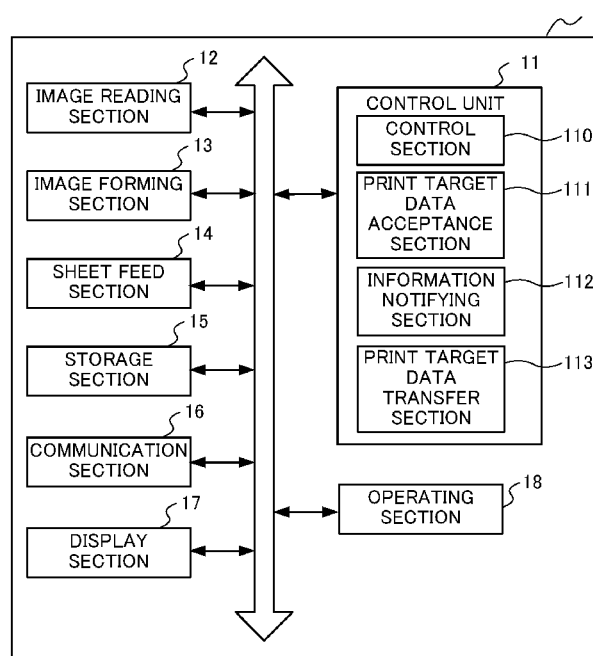 12
IMAGE READING
SECTION
13
IMAGE FORMING
SECTION
14
SHEET FEED
SECTION
15
STORAGE
SECTION
16
COMMUNICATION
SECTION
17
DISPLAY
SECTION
11
CONTROL UNIT
CONTROL
SECTION
110
PRINT TARGET
DATA
ACCEPTANCE
SECTION
111
INFORMATION
NOTIFYING
SECTION
112
PRINT TARGET
DATA
TRANSFER
SECTION
113
OPERATING
SECTION
18